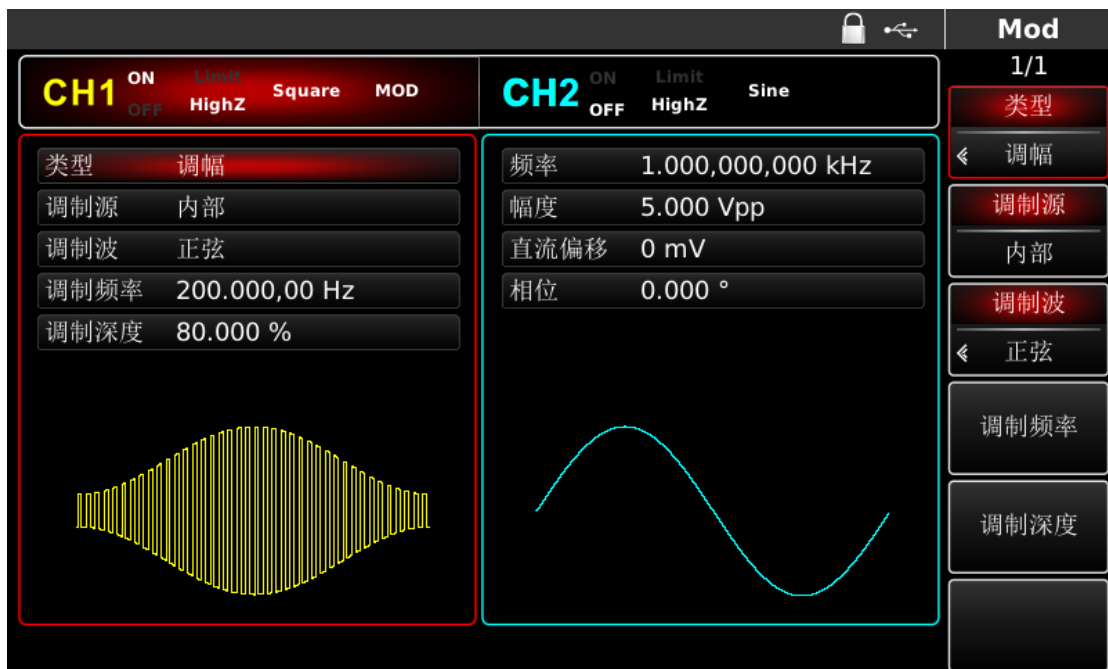 Mod
1/1
CH1 ON OFF Limit HighZ Square MOD
CH2 ON OFF Limit HighZ Sine
类型 调幅
调制源 内部
调制波 正弦
调制频率 200.000,00 Hz
调制深度 80.000 %
频率 1.000,000,000 kHz
幅度 5.000 Vpp
直流偏移 0 mV
相位 0.000 °
类型
调幅
调制源
内部
调制波
正弦
调制频率
调制深度